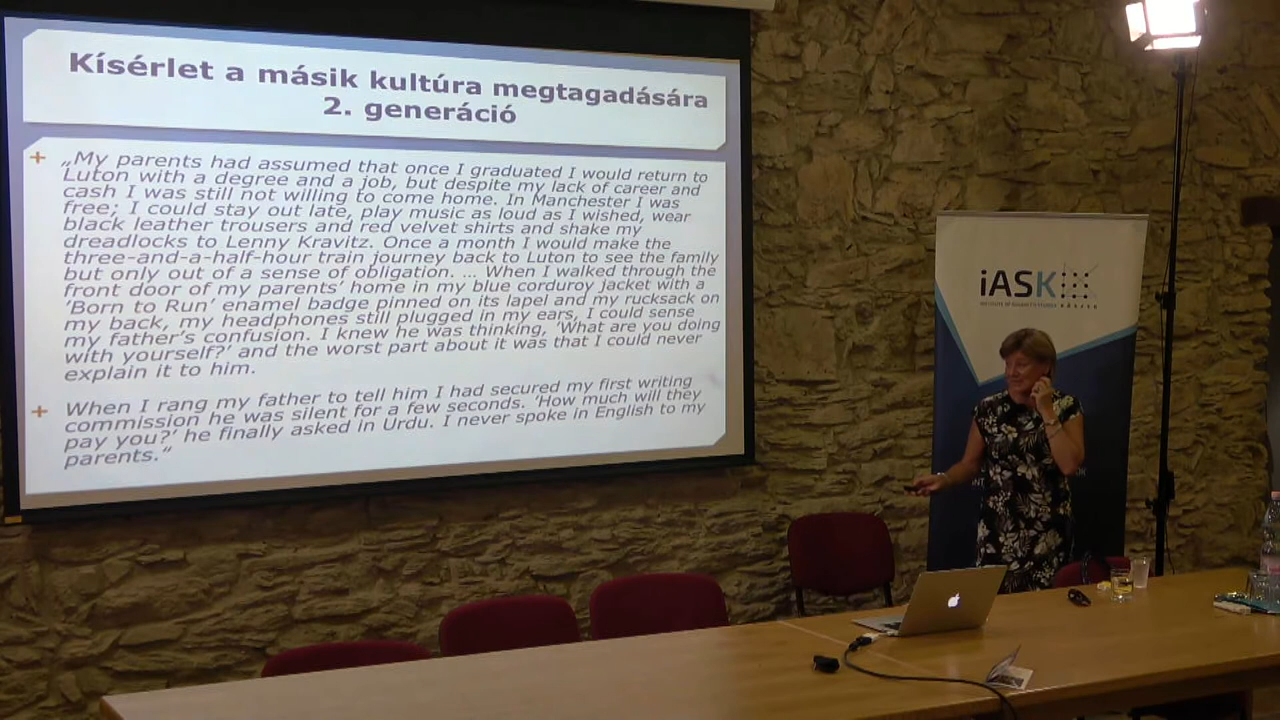 Kísérlet a másik kultúra megtagadására
2. generáció
„My parents had assumed that once I graduated I would return to
Luton with a degree and a job, but despite my lack of career and
cash I was still not willing to come home. In Manchester I was
free; I could stay out late, play music as loud as I wished, wear
black leather trousers and red velvet shirts and shake my
dreadlocks to Lenny Kravitz. Once a month I would make the
three-and-a-half-hour train journey back to Luton to see the family
but only out of a sense of obligation. ... When I walked through the
front door of my parents' home in my blue corduroy jacket with a
'Born to Run' enamel badge pinned on its lapel and my rucksack on
my back, my headphones still plugged in my ears, I could sense
my father's confusion. I knew he was thinking, 'What are you doing
with yourself?' and the worst part about it was that I could never
explain it to him.
When I rang my father to tell him I had secured my first writing
commission he was silent for a few seconds. 'How much will they
pay you?' he finally asked in Urdu. I never spoke in English to my
parents.“
iASK